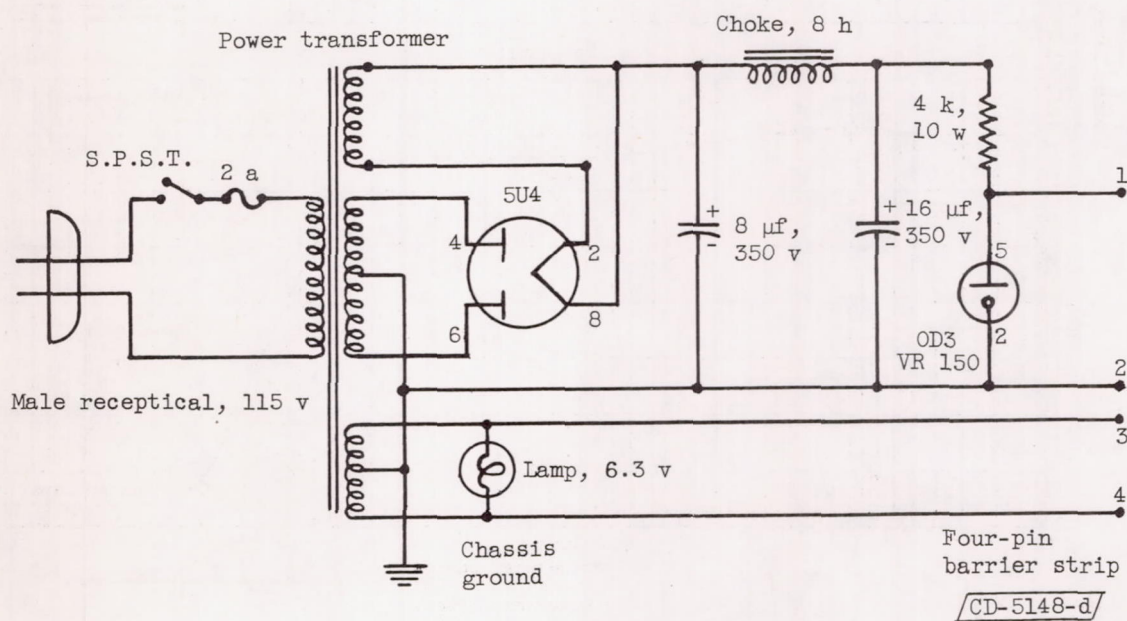 Choke, 8 h
Power transformer
4 k,
10 w
S.P.S.T.
2 a
5U4
1
4
2
+
-
8 µf,
350 v
+
-
16 µf,
350 v
5
6
8
2
OD3
VR 150
Male receptical, 115 v
2
3
Lamp, 6.3 v
4
Chassis
ground
Four-pin
barrier strip
CD-5148-d